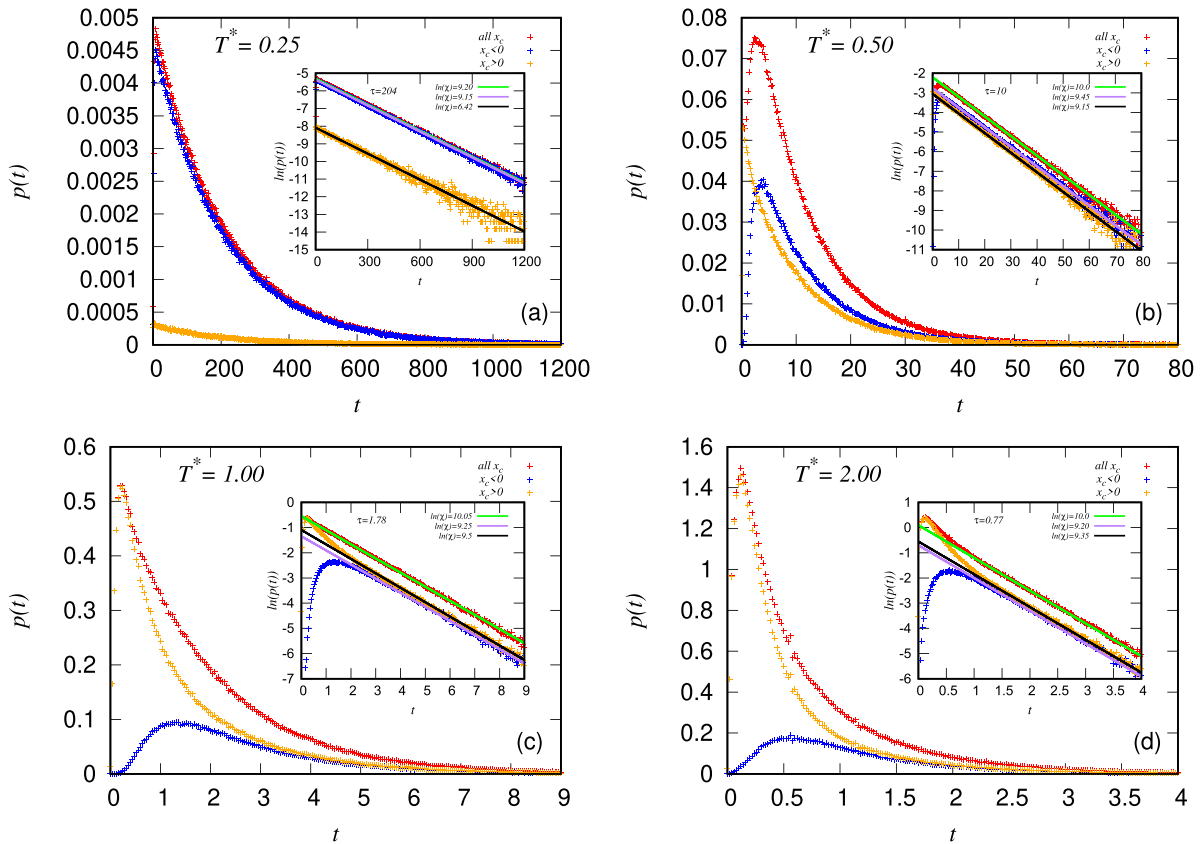 T* = 0.25
all x_c
x_c<0
x_c>0
0.005
0.0045
0.004
0.0035
0.003
0.0025
0.002
0.0015
0.001
0.0005
0
p(t)
0 200 400 600 800 1000 1200
t
(a)
τ=204
ln(χ)=9.20
ln(χ)=9.15
ln(χ)=6.42
-5
-6
-7
-8
-9
-10
-11
-12
-13
-14
-15
ln(p(t))
0 300 600 900 1200
t
T* = 0.50
all x_c
x_c<0
x_c>0
0.08
0.07
0.06
0.05
0.04
0.03
0.02
0.01
0
p(t)
0 10 20 30 40 50 60 70 80
t
(b)
τ=10
ln(χ)=10.0
ln(χ)=9.45
ln(χ)=9.15
-2
-3
-4
-5
-6
-7
-8
-9
-10
-11
ln(p(t))
0 10 20 30 40 50 60 70 80
t
T* = 1.00
all x_c
x_c<0
x_c>0
0.6
0.5
0.4
0.3
0.2
0.1
0
p(t)
0 1 2 3 4 5 6 7 8 9
t
(c)
τ=1.78
ln(χ)=10.05
ln(χ)=9.25
ln(χ)=9.5
0
-1
-2
-3
-4
-5
-6
-7
ln(p(t))
0 1 2 3 4 5 6 7 8 9
t
T* = 2.00
all x_c
x_c<0
x_c>0
1.6
1.4
1.2
1
0.8
0.6
0.4
0.2
0
p(t)
0 0.5 1 1.5 2 2.5 3 3.5 4
t
(d)
τ=0.77
ln(χ)=10.0
ln(χ)=9.20
ln(χ)=9.35
1
0
-1
-2
-3
-4
-5
-6
ln(p(t))
0 0.5 1 1.5 2 2.5 3 3.5 4
t